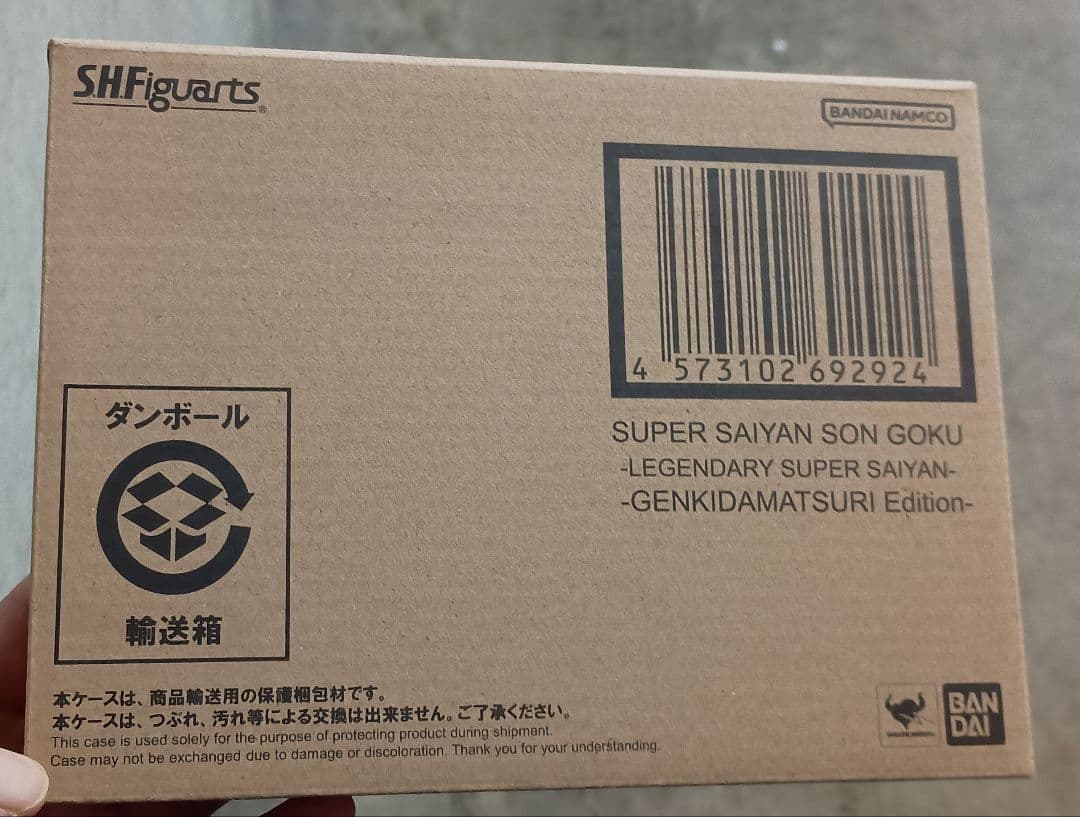 S.H.Figuarts®
BANDAI NAMCO
4 573102 692924
SUPER SAIYAN SON GOKU
-LEGENDARY SUPER SAIYAN-
-GENKIDAMATSURI Edition-
ダンボール
輸送箱
本ケースは、商品輸送用の保護梱包材です。
本ケースは、つぶれ、汚れ等による交換は出来ません。ご了承ください。
This case is used solely for the purpose of protecting product during shipment.
Case may not be exchanged due to damage or discoloration. Thank you for your understanding.
BAN
DAI